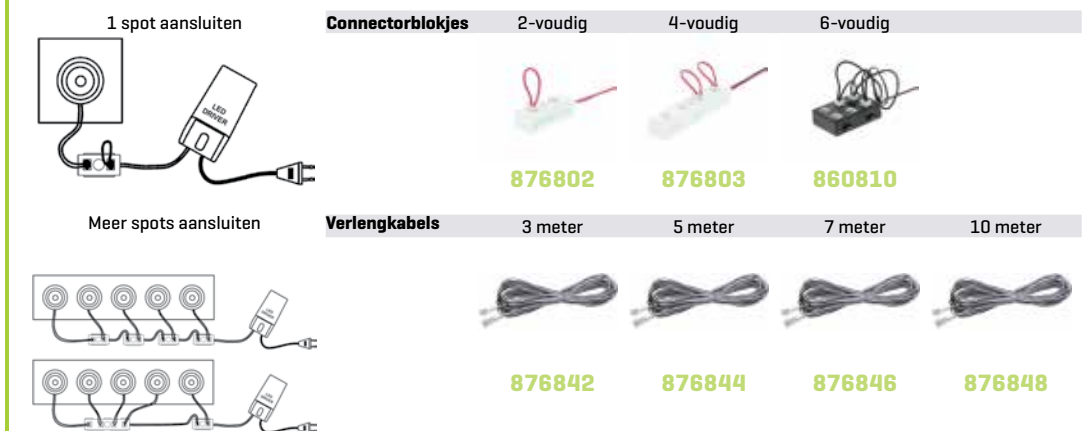 1 spot aansluiten
Connectorblokjes 2-voudig 4-voudig 6-voudig
LED
DRIVER
876802 876803 860810
Meer spots aansluiten
Verlengkabels 3 meter 5 meter 7 meter 10 meter
876842 876844 876846 876848